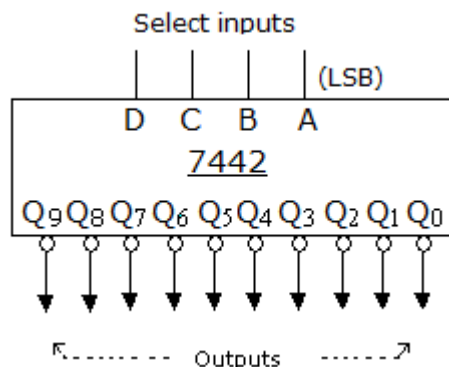 Select inputs
(LSB)
D C B A
7442
Q9 Q8 Q7 Q6 Q5 Q4 Q3 Q2 Q1 Q0
Outputs